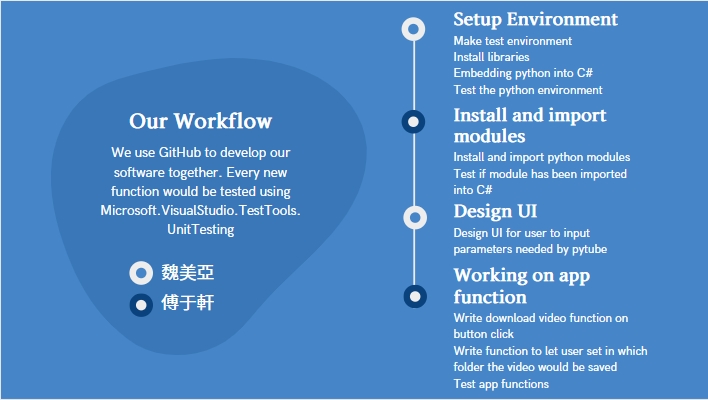 Our Workflow
We use GitHub to develop our
software together. Every new
function would be tested using
Microsoft.VisualStudio.TestTools.
UnitTesting
魏美亞
傅于軒
Setup Environment
Make test environment
Install libraries
Embedding python into C#
Test the python environment
Install and import
modules
Install and import python modules
Test if module has been imported
into C#
Design UI
Design UI for user to input
parameters needed by pytube
Working on app
function
Write download video function on
button click
Write function to let user set in which
folder the video would be saved
Test app functions